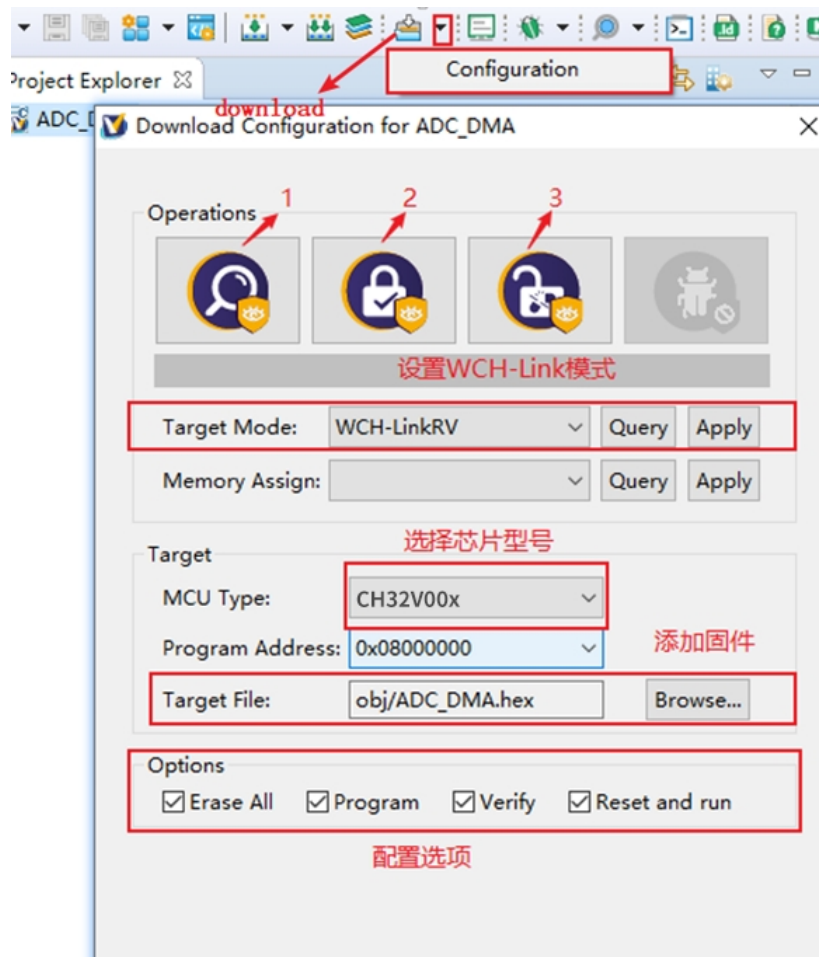 Configuration
Project Explorer
download
ADC_D
Download Configuration for ADC_DMA
1
2
3
Operations
设置WCH-Link模式
Target Mode: WCH-LinkRV Query Apply
Memory Assign: Query Apply
选择芯片型号
Target
MCU Type: CH32V00x
Program Address: 0x08000000
添加固件
Target File: obj/ADC_DMA.hex Browse...
Options
Erase All Program Verify Reset and run
配置选项